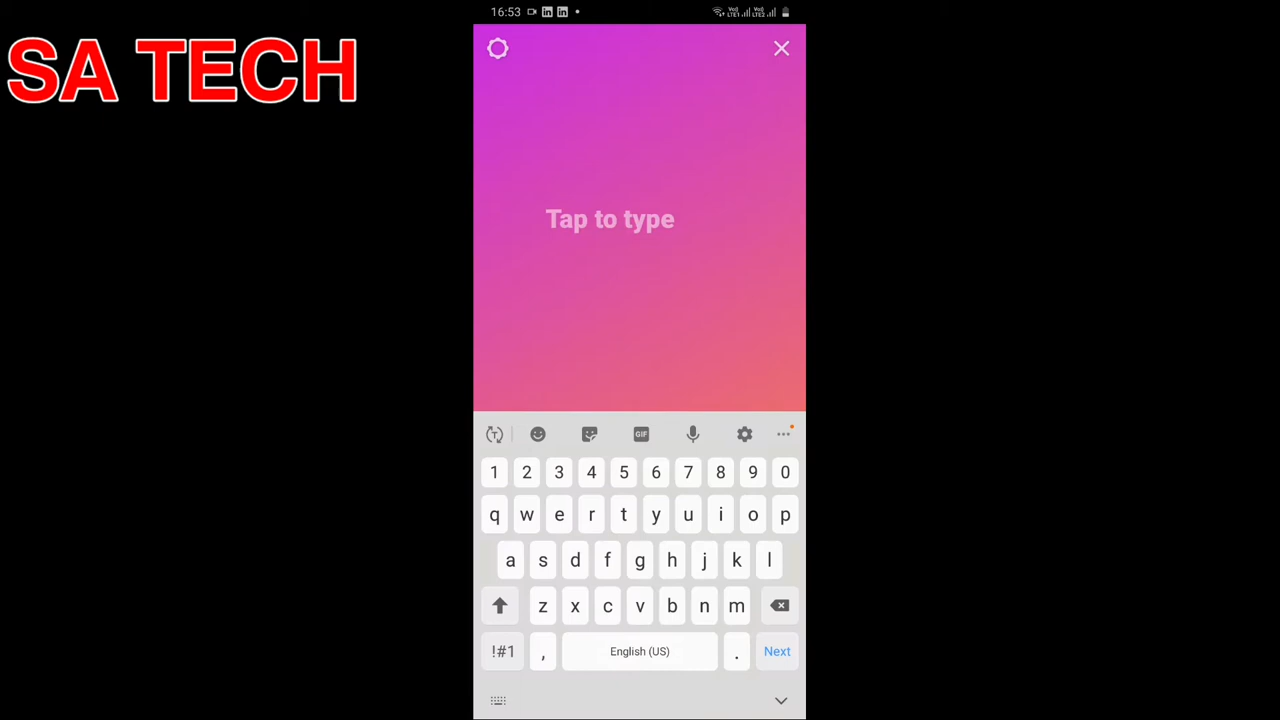 16:53
SA TECH
Tap to type
GIF
1 2 3 4 5 6 7 8 9 0
q w e r t y u i o p
a s d f g h j k l
z x c v b n m
!#1 , English (US) . Next